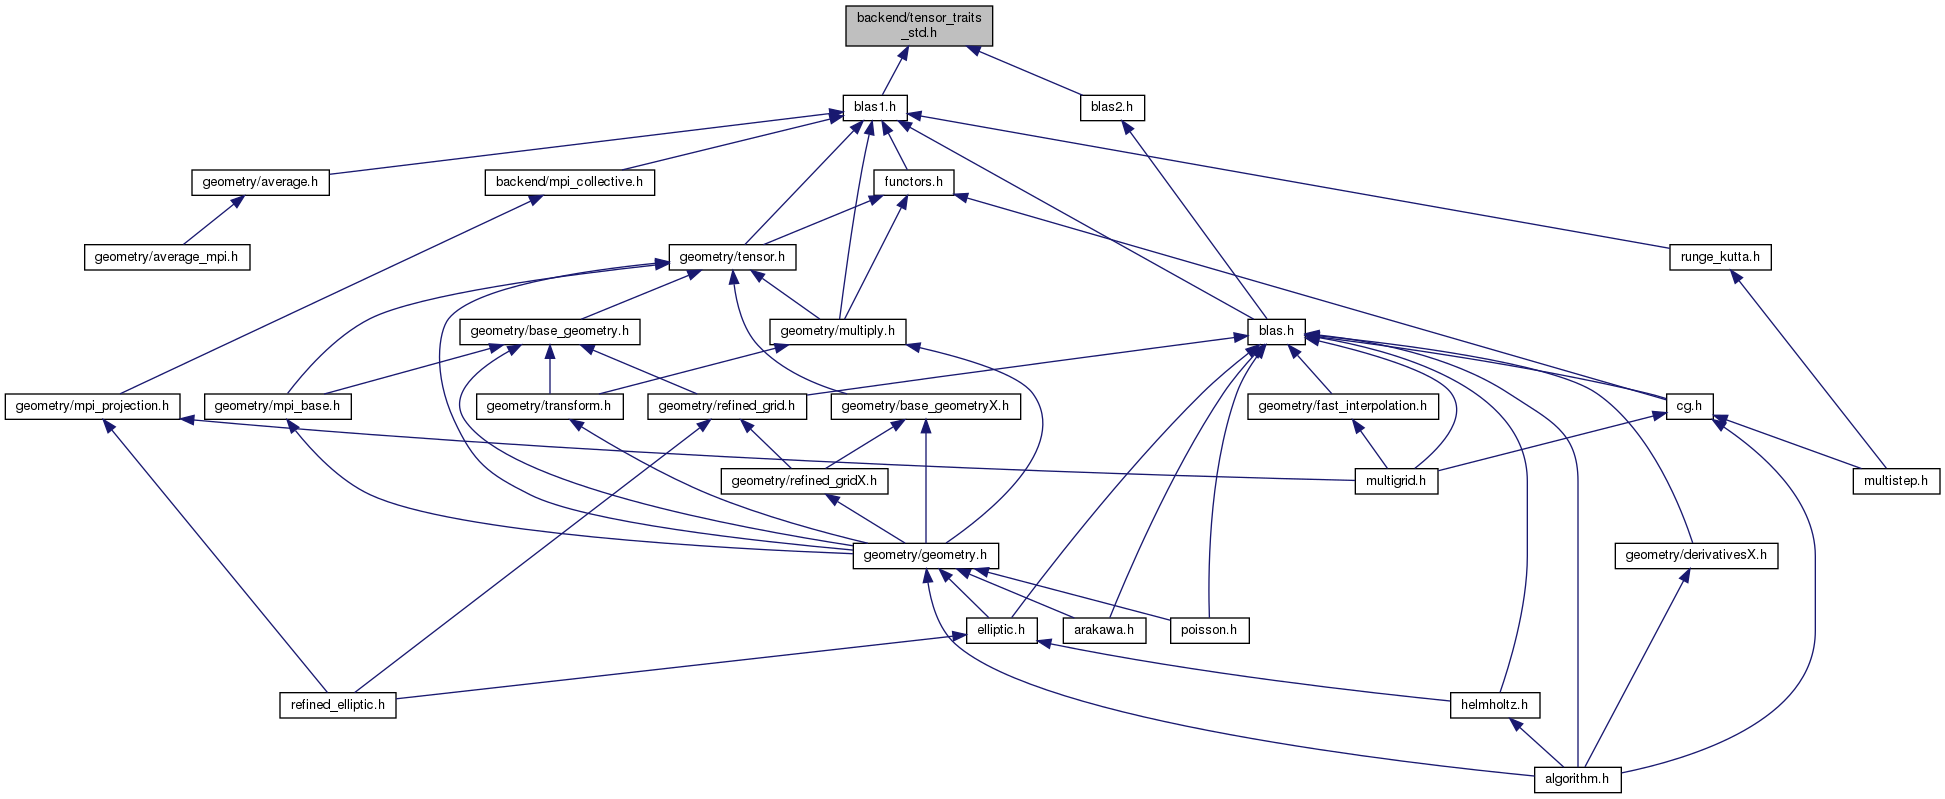 backend/tensor_traits
_std.h
blas1.h
blas2.h
geometry/average.h
backend/mpi_collective.h
functors.h
geometry/average_mpi.h
geometry/tensor.h
runge_kutta.h
geometry/base_geometry.h
geometry/multiply.h
blas.h
geometry/mpi_projection.h
geometry/mpi_base.h
geometry/transform.h
geometry/refined_grid.h
geometry/base_geometryX.h
geometry/fast_interpolation.h
cg.h
geometry/refined_gridX.h
multigrid.h
multistep.h
geometry/geometry.h
geometry/derivativesX.h
elliptic.h
arakawa.h
poisson.h
refined_elliptic.h
helmholtz.h
algorithm.h